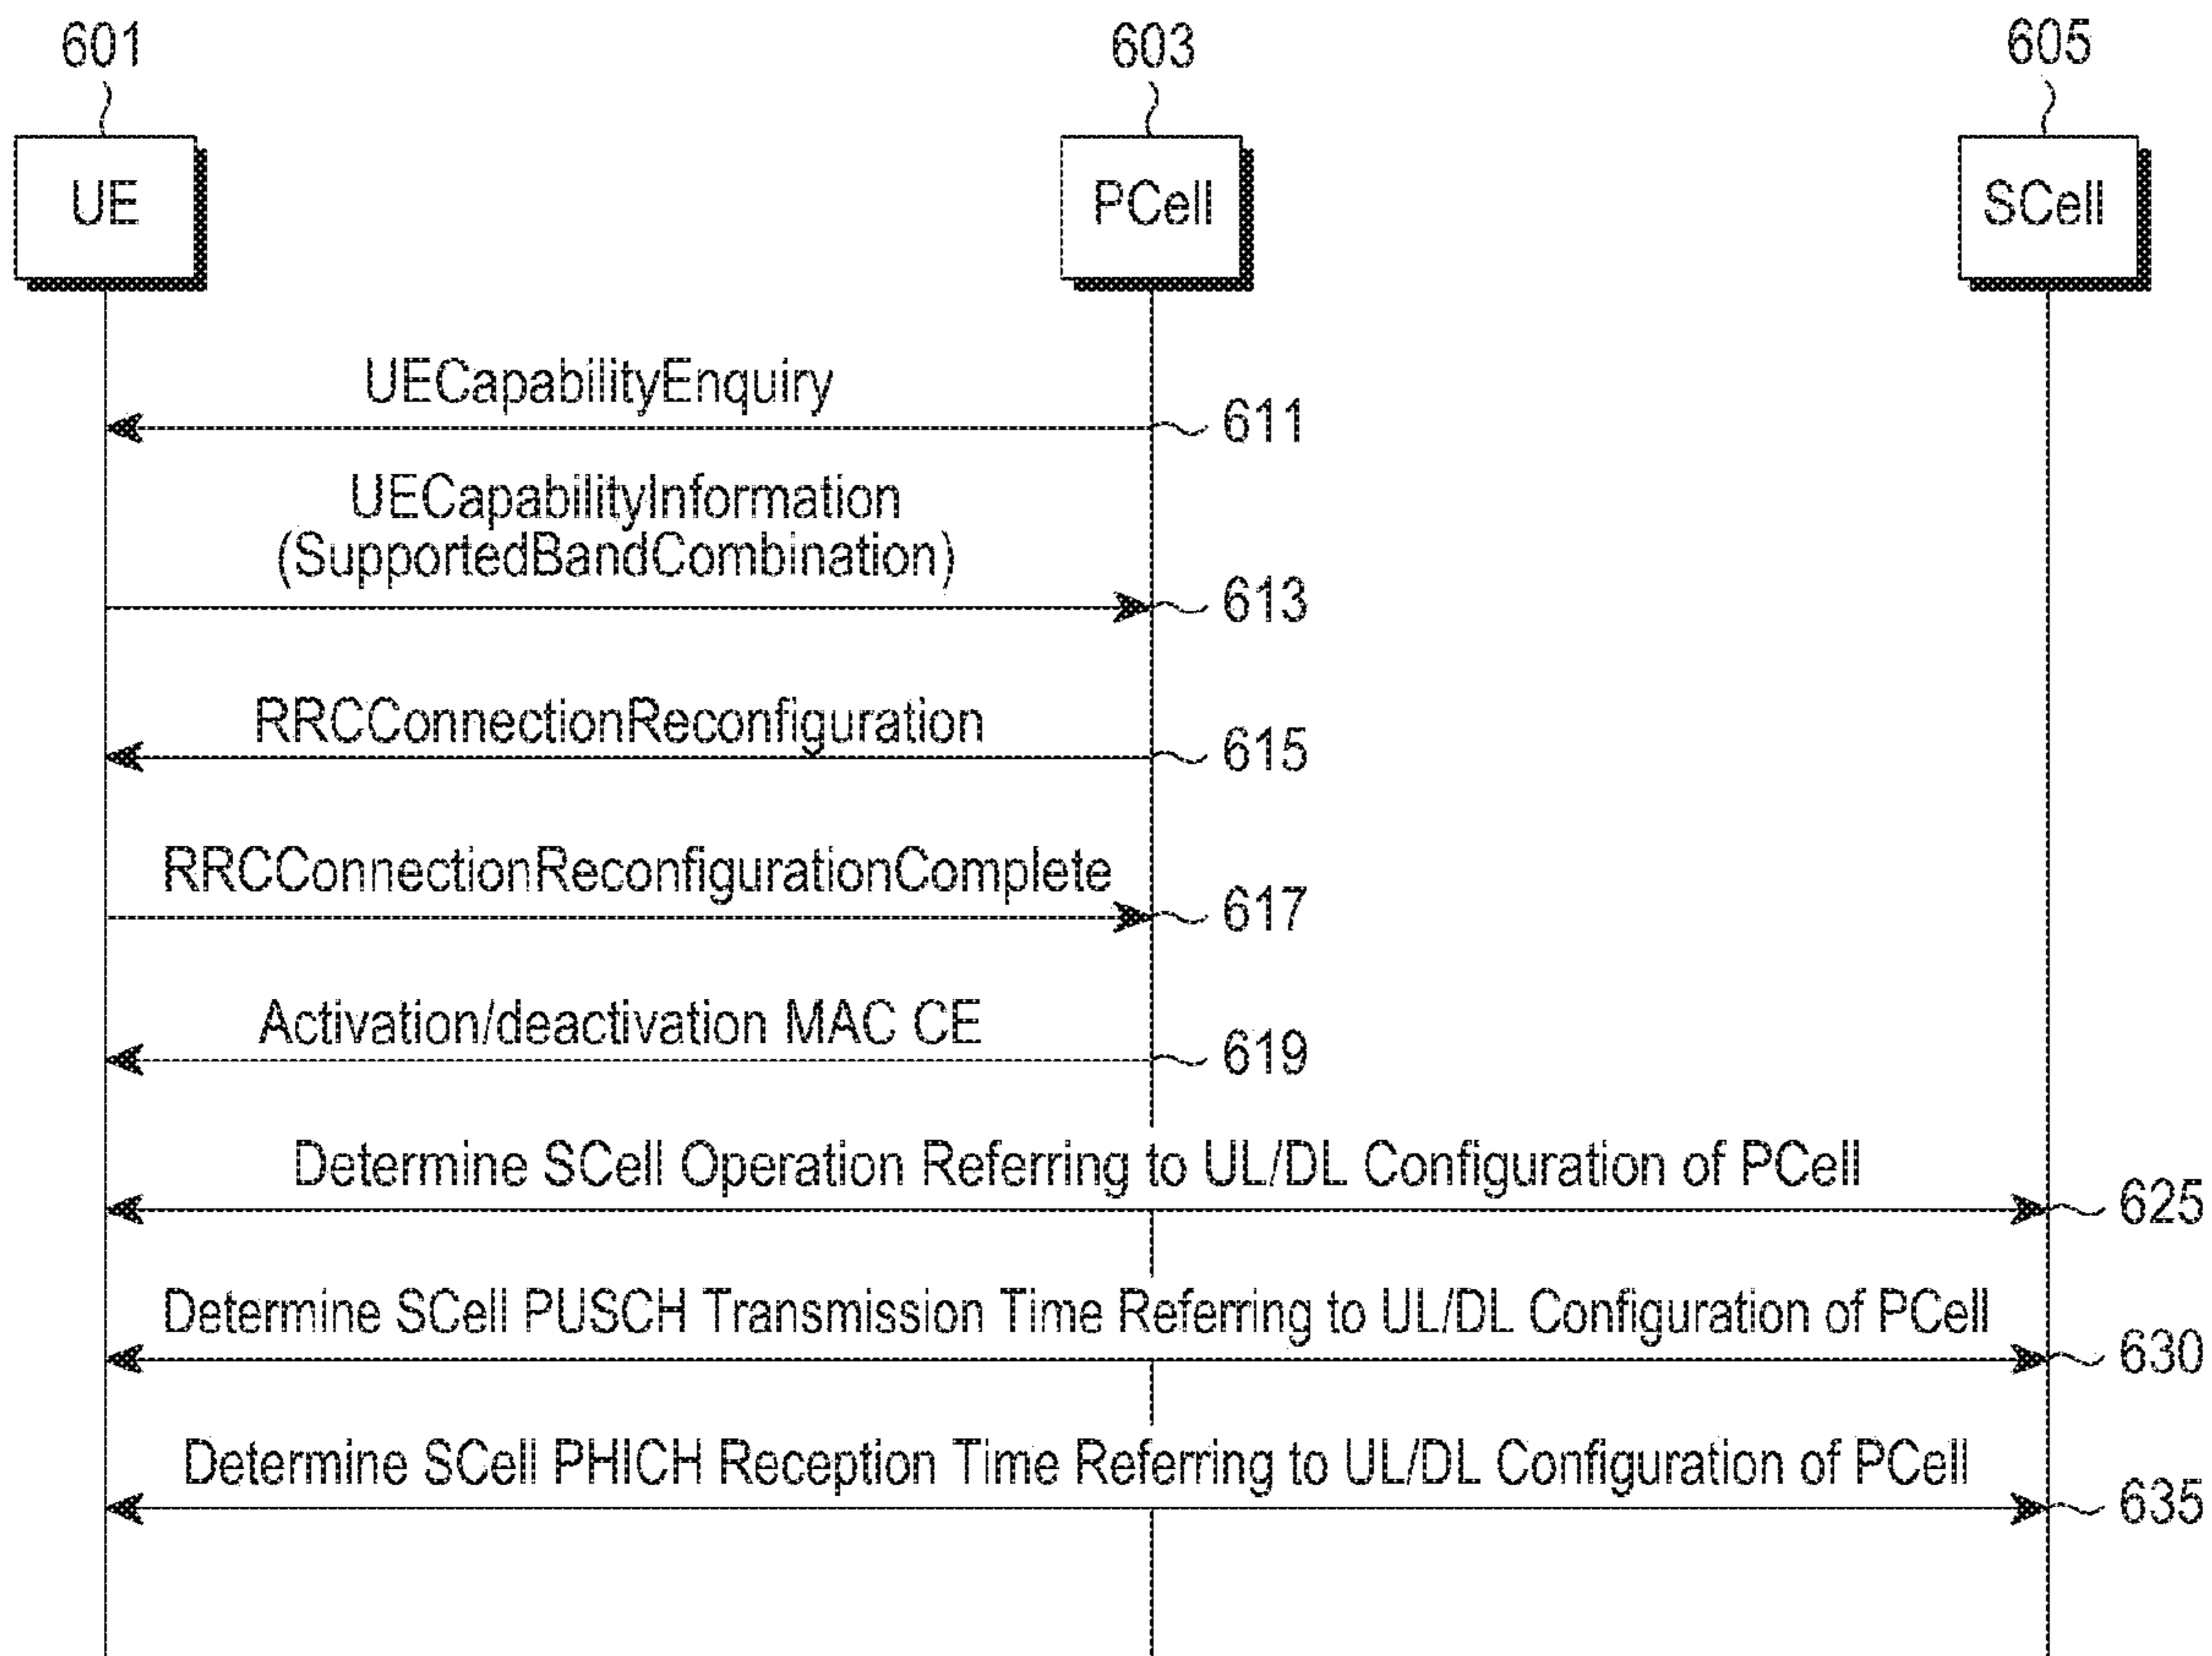 601
603
605
UE
PCell
SCell
UECapabilityEnquiry
611
UECapabilityInformation
(SupportedBandCombination)
613
RRCConnectionReconfiguration
615
RRCConnectionReconfigurationComplete
617
Activation/deactivation MAC CE
619
Determine SCell Operation Referring to UL/DL Configuration of PCell
625
Determine SCell PUSCH Transmission Time Referring to UL/DL Configuration of PCell
630
Determine SCell PHICH Reception Time Referring to UL/DL Configuration of PCell
635